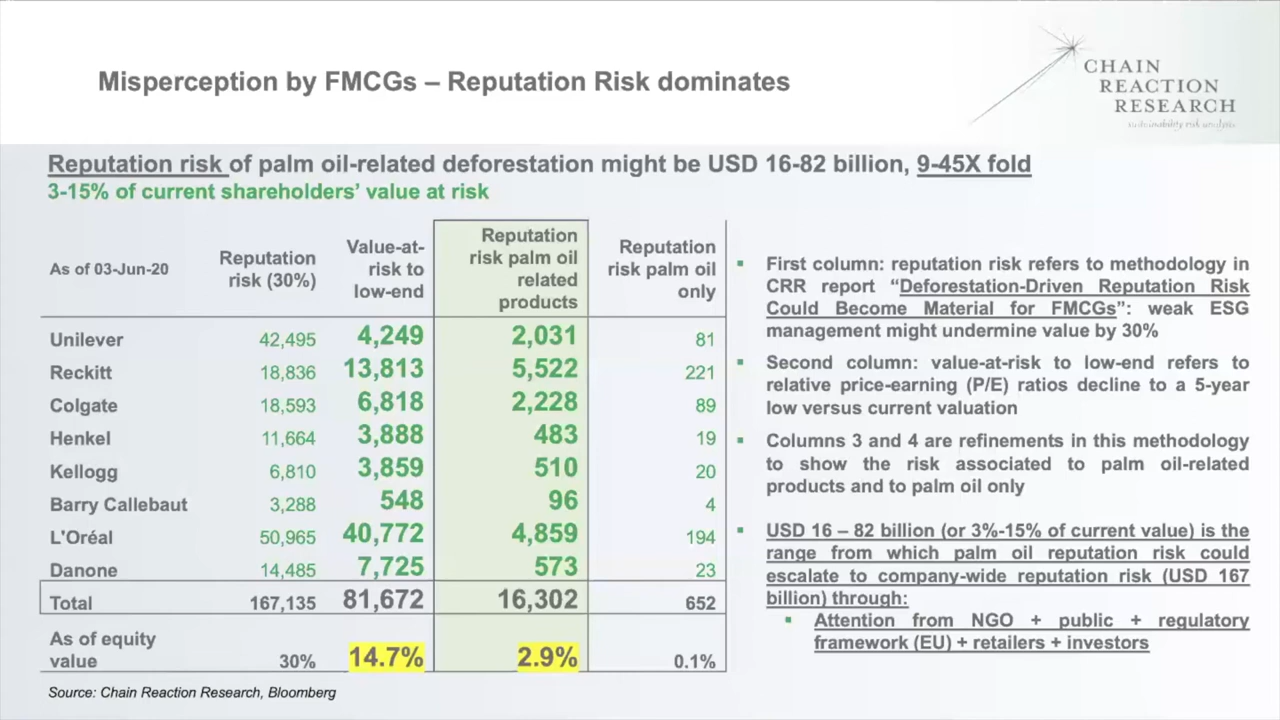 Misperception by FMCGs – Reputation Risk dominates
CHAIN
REACTION
RESEARCH
sustainability risk analysis
Reputation risk of palm oil-related deforestation might be USD 16-82 billion, 9-45X fold
3-15% of current shareholders’ value at risk
As of 03-Jun-20
Reputation
risk (30%)
Value-at-
risk to
low-end
Reputation
risk palm oil
related
products
Reputation
risk palm oil
only
Unilever 42,495 4,249 2,031 81
Reckitt 18,836 13,813 5,522 221
Colgate 18,593 6,818 2,228 89
Henkel 11,664 3,888 483 19
Kellogg 6,810 3,859 510 20
Barry Callebaut 3,288 548 96 4
L'Oréal 50,965 40,772 4,859 194
Danone 14,485 7,725 573 23
Total 167,135 81,672 16,302 652
As of equity
value 30% 14.7% 2.9% 0.1%
Source: Chain Reaction Research, Bloomberg
▪ First column: reputation risk refers to methodology in
CRR report “Deforestation-Driven Reputation Risk
Could Become Material for FMCGs”: weak ESG
management might undermine value by 30%
▪ Second column: value-at-risk to low-end refers to
relative price-earning (P/E) ratios decline to a 5-year
low versus current valuation
▪ Columns 3 and 4 are refinements in this methodology
to show the risk associated to palm oil-related
products and to palm oil only
▪ USD 16 – 82 billion (or 3%-15% of current value) is the
range from which palm oil reputation risk could
escalate to company-wide reputation risk (USD 167
billion) through:
▪ Attention from NGO + public + regulatory
framework (EU) + retailers + investors